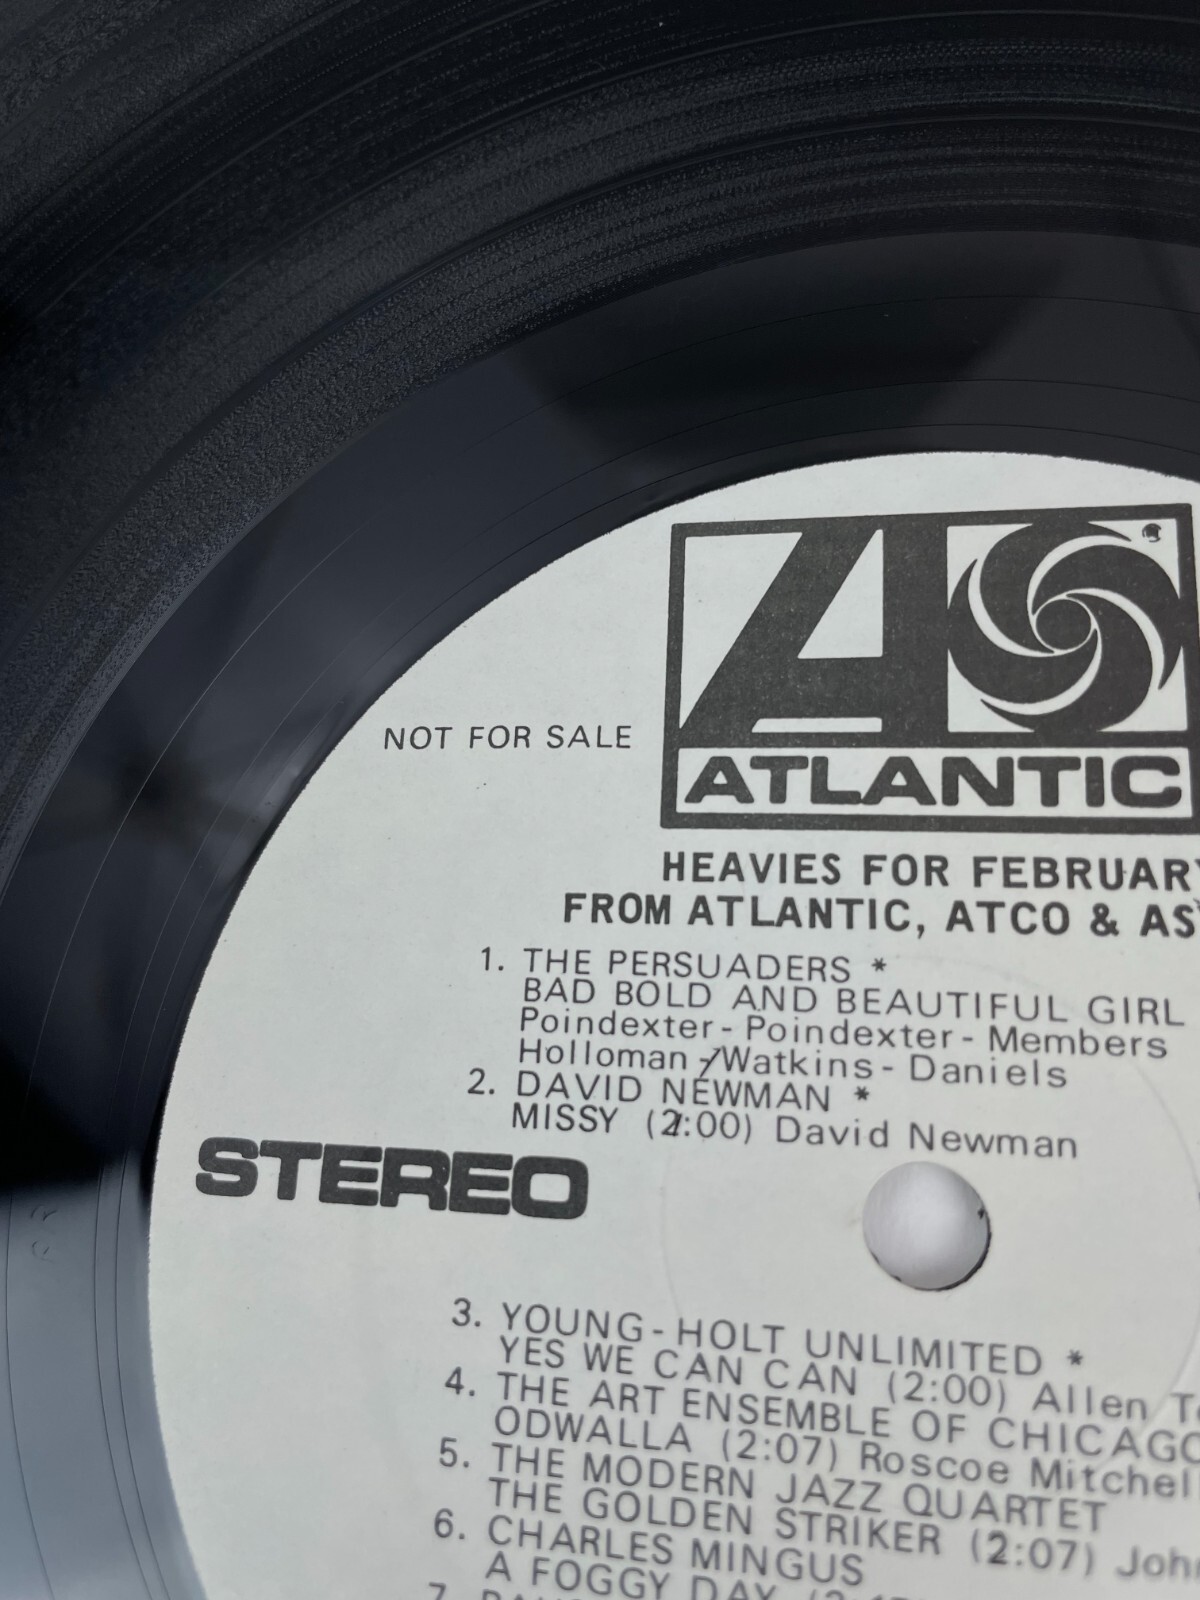 NOT FOR SALE
ATLANTIC
HEAVIES FOR FEBRUARY
FROM ATLANTIC, ATCO & AS
1. THE PERSUADERS *
BAD BOLD AND BEAUTIFUL GIRL
Poindexter - Poindexter - Members
Holloman - Watkins - Daniels
2. DAVID NEWMAN *
MISSY (2:00) David Newman
STEREO
3. YOUNG-HOLT UNLIMITED *
YES WE CAN CAN (2:00) Allen
4. THE ART ENSEMBLE OF CHICAGO
ODWALLA (2:07) Roscoe Mitchell
5. THE MODERN JAZZ QUARTET
THE GOLDEN STRIKER (2:07) John
6. CHARLES MINGUS
A FOGGY DAY
7.